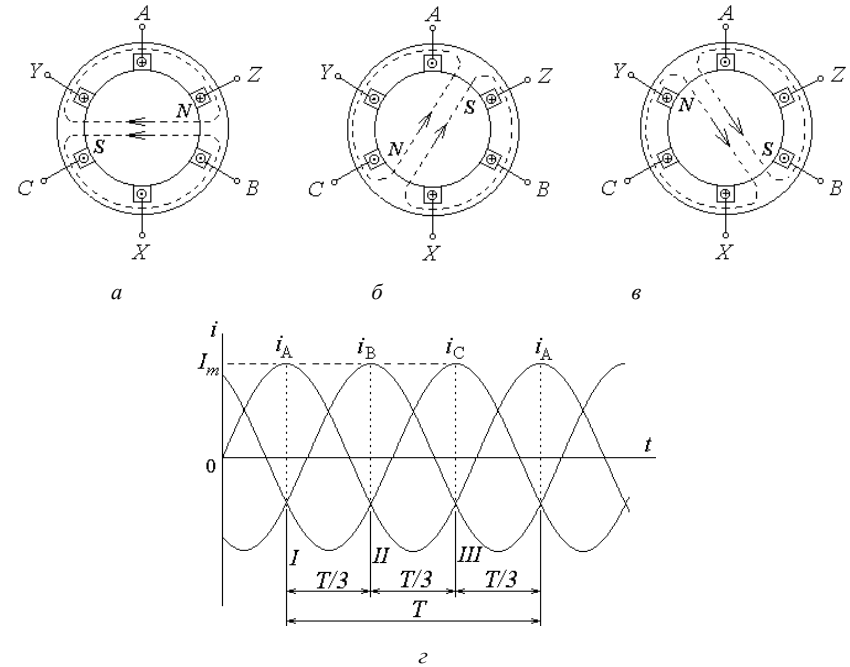 A A A
Y Z Y Z Y Z
N S N S N S
C B C B C B
X X X
а б в
i
iA iB iC iA
Im
0 t
I II III
T/3 T/3 T/3
T
г